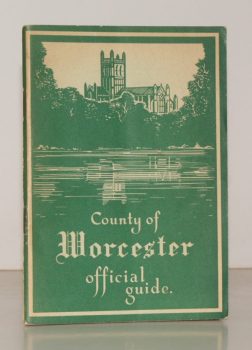 County of
Worcester
official
guide.